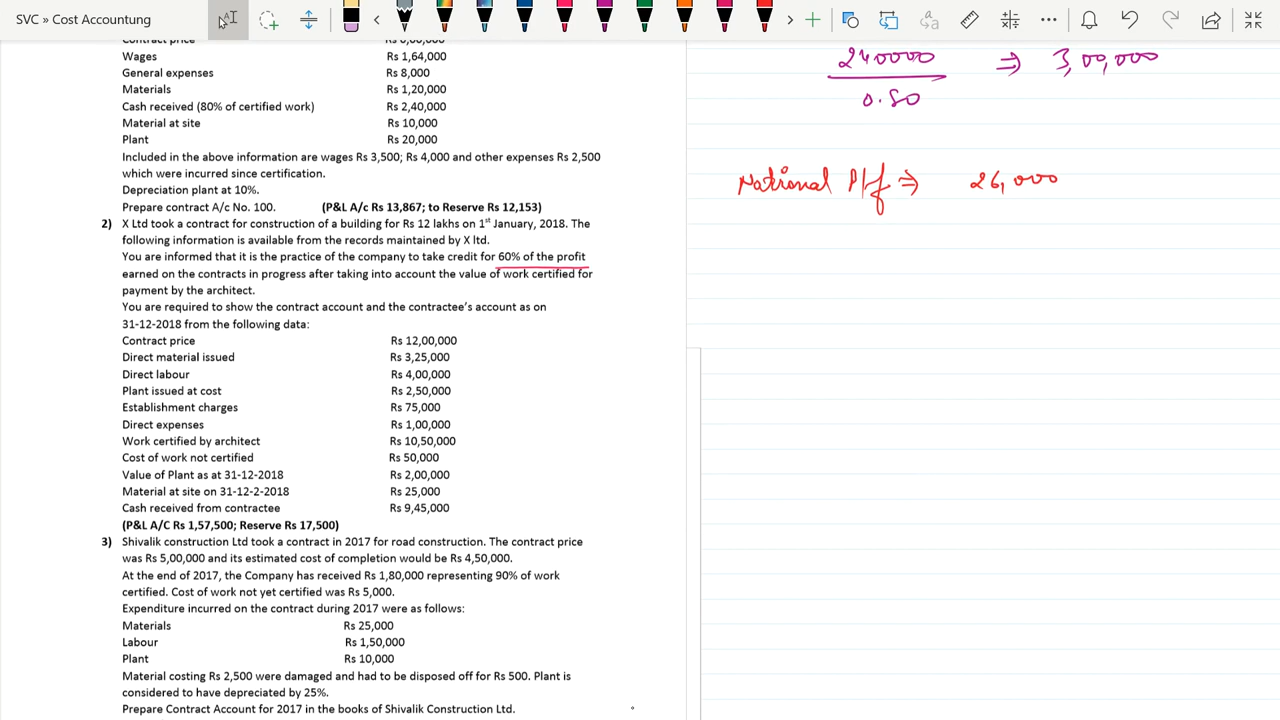 SVC » Cost Accountung
Contract price
Wages Rs 1,64,000
General expenses Rs 8,000
Materials Rs 1,20,000
Cash received (80% of certified work) Rs 2,40,000
Material at site Rs 10,000
Plant Rs 20,000
Included in the above information are wages Rs 3,500; Rs 4,000 and other expenses Rs 2,500
which were incurred since certification.
Depreciation plant at 10%.
Prepare contract A/c No. 100. (P&L A/c Rs 13,867; to Reserve Rs 12,153)
2) X Ltd took a contract for construction of a building for Rs 12 lakhs on 1st January, 2018. The
following information is available from the records maintained by X ltd.
You are informed that it is the practice of the company to take credit for 60% of the profit
earned on the contracts in progress after taking into account the value of work certified for
payment by the architect.
You are required to show the contract account and the contractee's account as on
31-12-2018 from the following data:
Contract price Rs 12,00,000
Direct material issued Rs 3,25,000
Direct labour Rs 4,00,000
Plant issued at cost Rs 2,50,000
Establishment charges Rs 75,000
Direct expenses Rs 1,00,000
Work certified by architect Rs 10,50,000
Cost of work not certified Rs 50,000
Value of Plant as at 31-12-2018 Rs 2,00,000
Material at site on 31-12-2-2018 Rs 25,000
Cash received from contractee Rs 9,45,000
(P&L A/C Rs 1,57,500; Reserve Rs 17,500)
3) Shivalik construction Ltd took a contract in 2017 for road construction. The contract price
was Rs 5,00,000 and its estimated cost of completion would be Rs 4,50,000.
At the end of 2017, the Company has received Rs 1,80,000 representing 90% of work
certified. Cost of work not yet certified was Rs 5,000.
Expenditure incurred on the contract during 2017 were as follows:
Materials Rs 25,000
Labour Rs 1,50,000
Plant Rs 10,000
Material costing Rs 2,500 were damaged and had to be disposed off for Rs 500. Plant is
considered to have depreciated by 25%.
Prepare Contract Account for 2017 in the books of Shivalik Construction Ltd.
240000 ⇒ 3,00,000
0.80
National P/f ⇒ 26,000